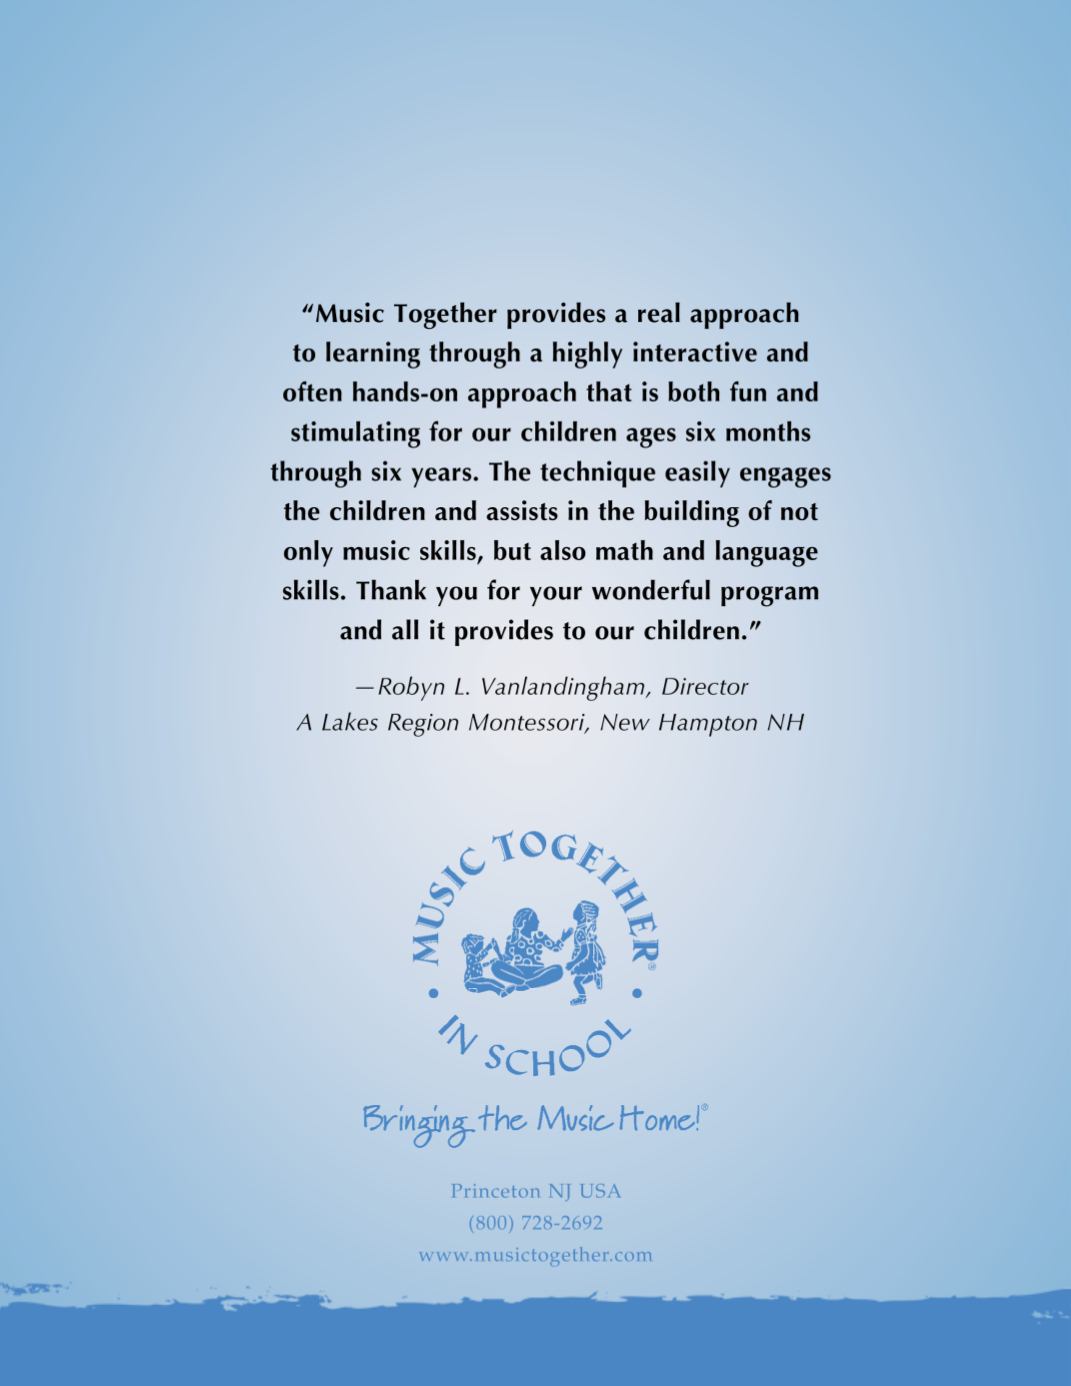 “Music Together provides a real approach
to learning through a highly interactive and
often hands-on approach that is both fun and
stimulating for our children ages six months
through six years. The technique easily engages
the children and assists in the building of not
only music skills, but also math and language
skills. Thank you for your wonderful program
and all it provides to our children.”
—Robyn L. Vanlandingham, Director
A Lakes Region Montessori, New Hampton NH
MUSIC TOGETHER®
• IN SCHOOL •
Bringing the Music Home!®
Princeton NJ USA
(800) 728-2692
www.musictogether.com